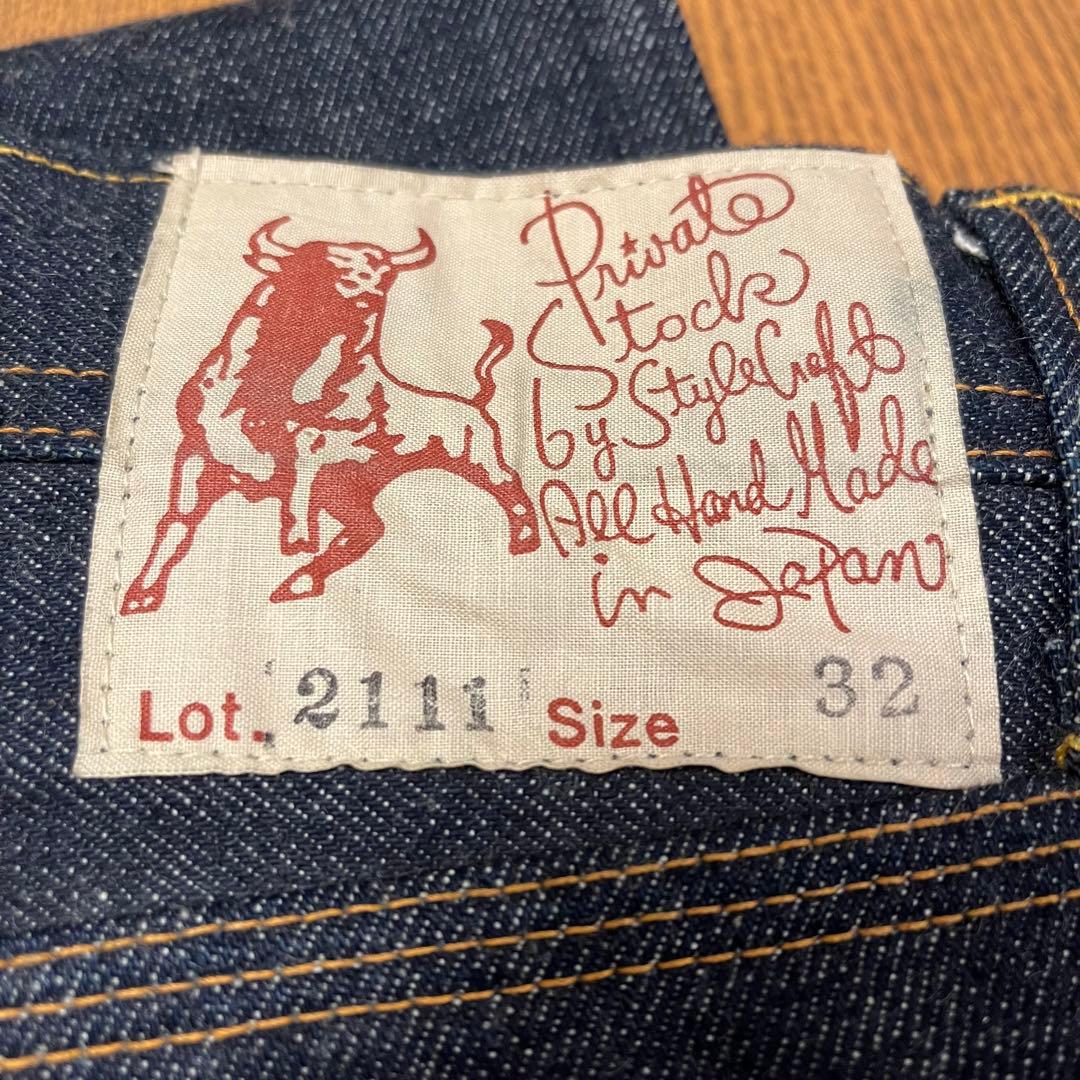 Private
Stock
by StyleCraft
All Hand Made
in Japan
Lot. 2111 Size 32